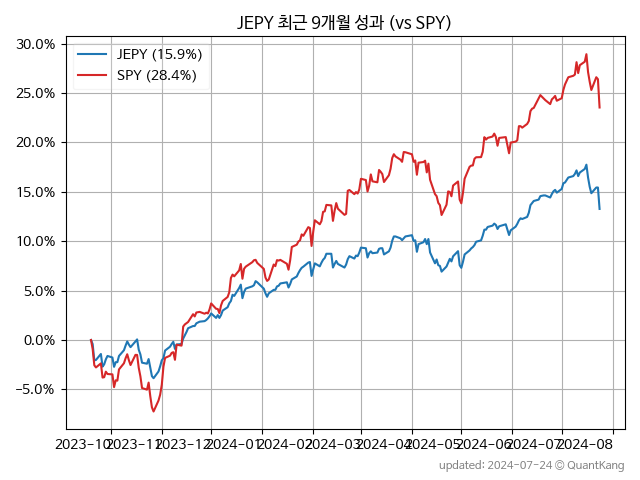 JEPY 최근 9개월 성과 (vs SPY)
JEPY (15.9%)
SPY (28.4%)
30.0%
25.0%
20.0%
15.0%
10.0%
5.0%
0.0%
−5.0%
2023-10 2023-11 2023-12 2024-01 2024-02 2024-03 2024-04 2024-05 2024-06 2024-07 2024-08
updated: 2024-07-24 © QuantKang